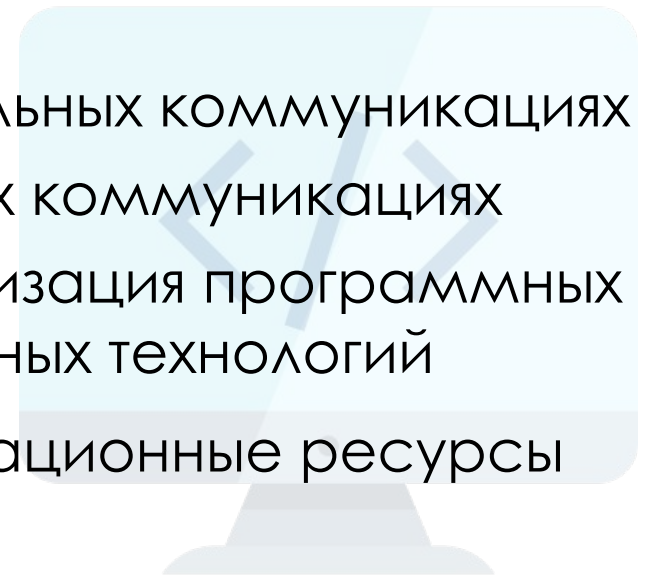 льных коммуникациях
х коммуникациях
изация программных
ных технологий
ационные ресурсы